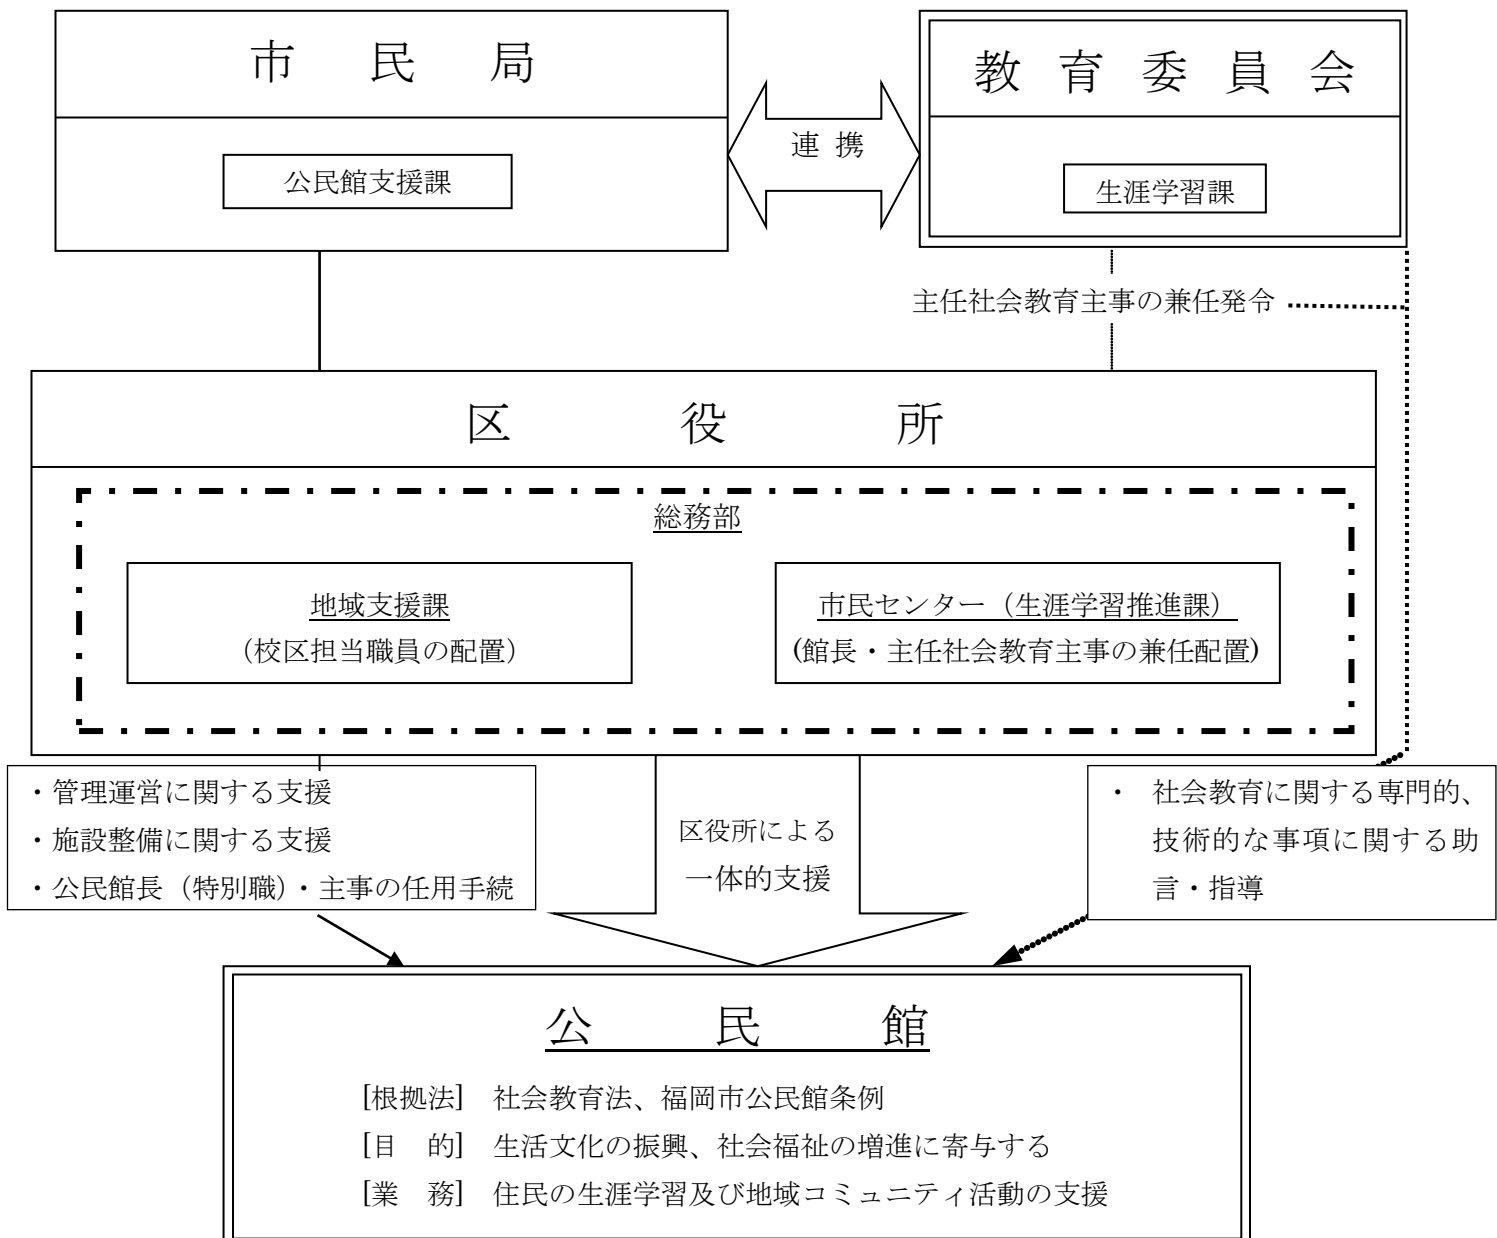 市民局
教育委員会
連携
公民館支援課
生涯学習課
主任社会教育主事の兼任発令
区役所
総務部
地域支援課
(校区担当職員の配置)
市民センター(生涯学習推進課)
(館長・主任社会教育主事の兼任配置)
・管理運営に関する支援
・施設整備に関する支援
・公民館長(特別職)・主事の任用手続
区役所による
一体的支援
・ 社会教育に関する専門的、
技術的な事項に関する助
言・指導
公民館
[根拠法] 社会教育法、福岡市公民館条例
[目 的] 生活文化の振興、社会福祉の増進に寄与する
[業 務] 住民の生涯学習及び地域コミュニティ活動の支援